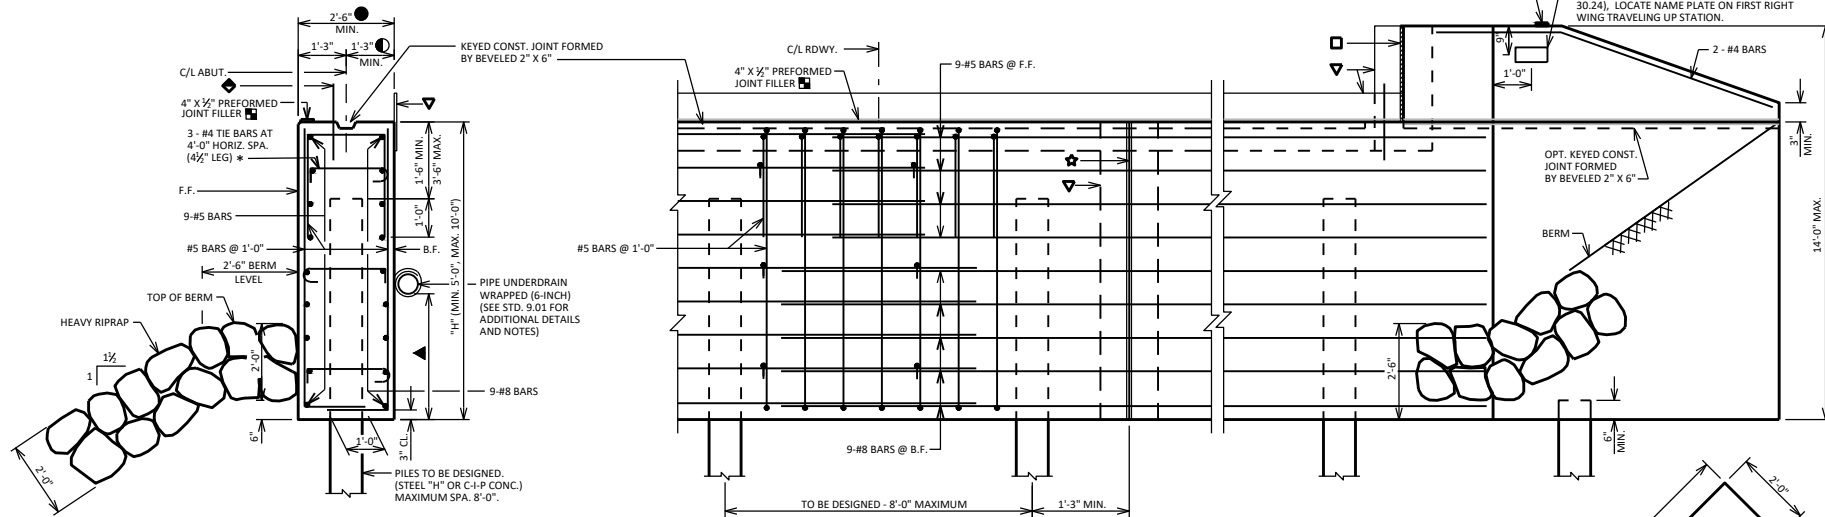 2'-6"
MIN.
1'-3"
1'-3"
MIN.
C/L ABUT.
KEYED CONST. JOINT FORMED
BY BEVELED 2" X 6"
4" X ½" PREFORMED
JOINT FILLER
3 - #4 TIE BARS AT
4'-0" HORIZ. SPA.
(4½" LEG) *
F.F.
9-#5 BARS
#5 BARS @ 1'-0"
B.F.
2'-6" BERM
LEVEL
TOP OF BERM
HEAVY RIPRAP
1½
1
2'-0"
6"
2'-0"
1'-6" MIN.
3'-6" MAX.
1'-0"
"H" (MIN. 5'-0", MAX. 10'-0")
PIPE UNDERDRAIN
WRAPPED (6-INCH)
(SEE STD. 9.01 FOR
ADDITIONAL DETAILS
AND NOTES)
9-#8 BARS
1'-0"
3" CL.
PILES TO BE DESIGNED.
(STEEL "H" OR C-I-P CONC.)
MAXIMUM SPA. 8'-0".
C/L RDWY.
4" X ½" PREFORMED
JOINT FILLER
9-#5 BARS @ F.F.
#5 BARS @ 1'-0"
9-#8 BARS @ B.F.
TO BE DESIGNED - 8'-0" MAXIMUM
1'-3" MIN.
30.24), LOCATE NAME PLATE ON FIRST RIGHT
WING TRAVELING UP STATION.
9"
1'-0"
2 - #4 BARS
3"
MIN.
OPT. KEYED CONST.
JOINT FORMED
BY BEVELED 2" X 6"
BERM
14'-0" MAX.
2'-6"
6"
MIN.
2'-0"